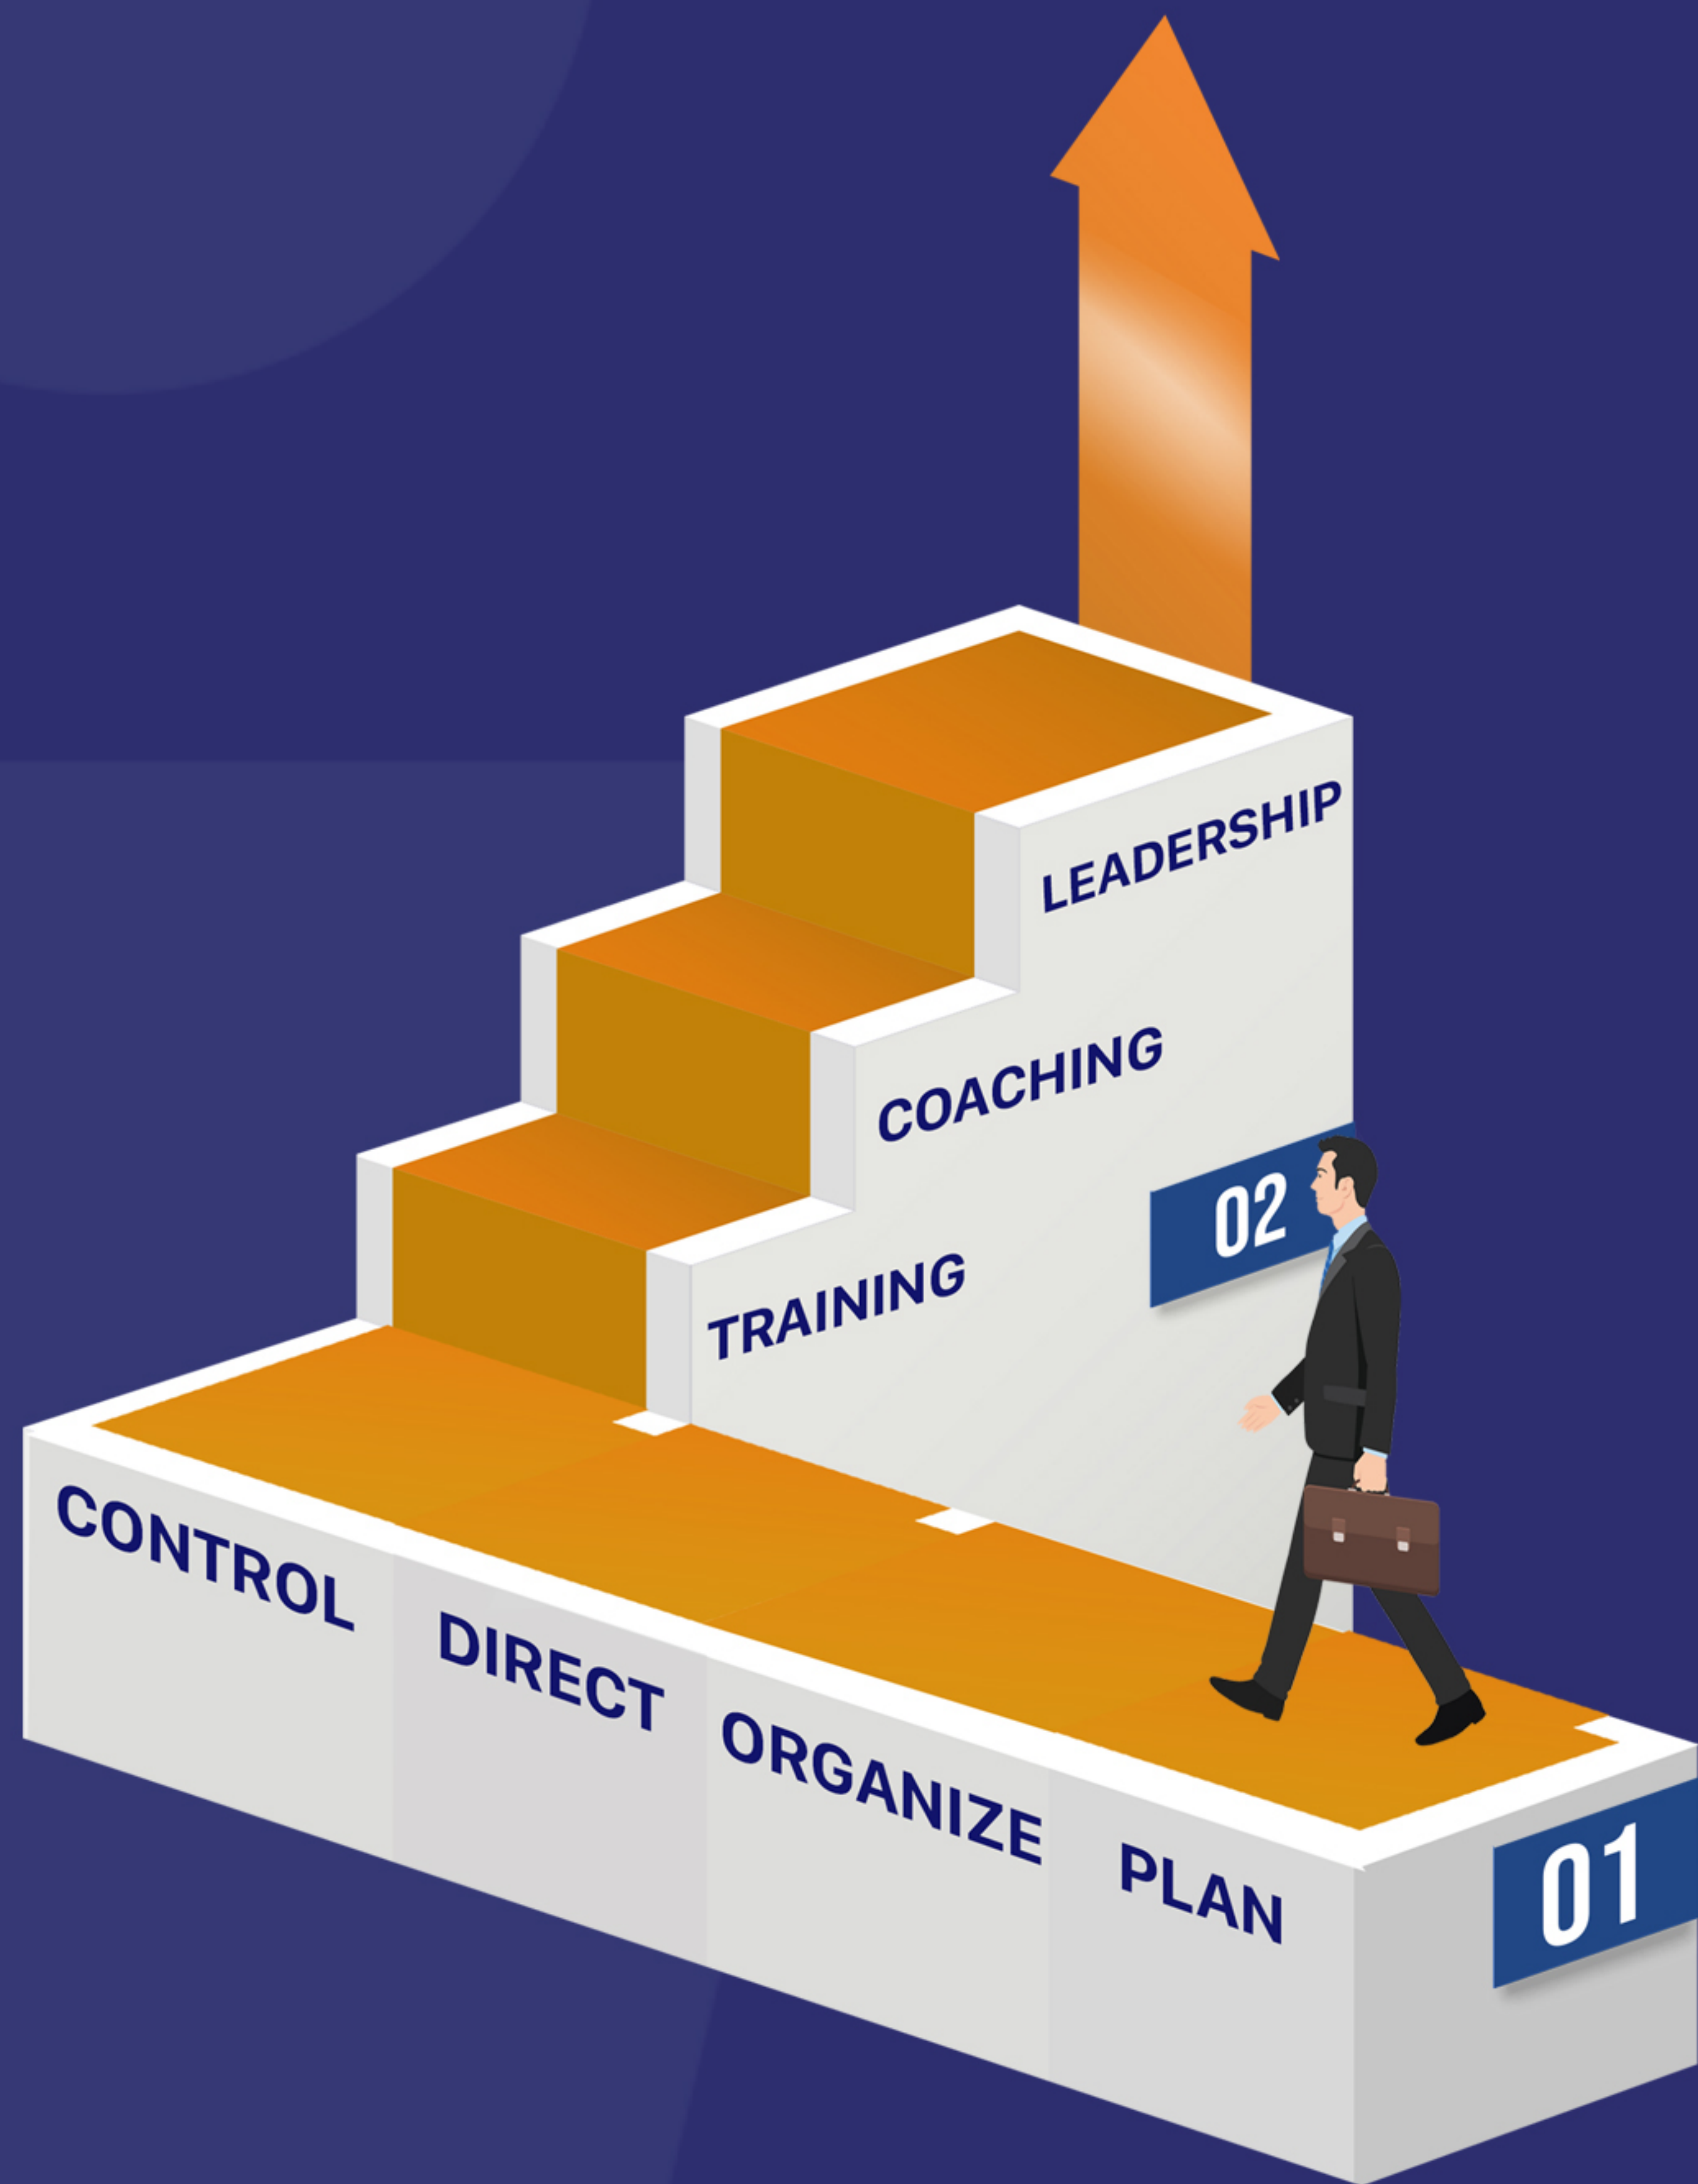 LEADERSHIP
COACHING
02
TRAINING
CONTROL
DIRECT
ORGANIZE
PLAN
01